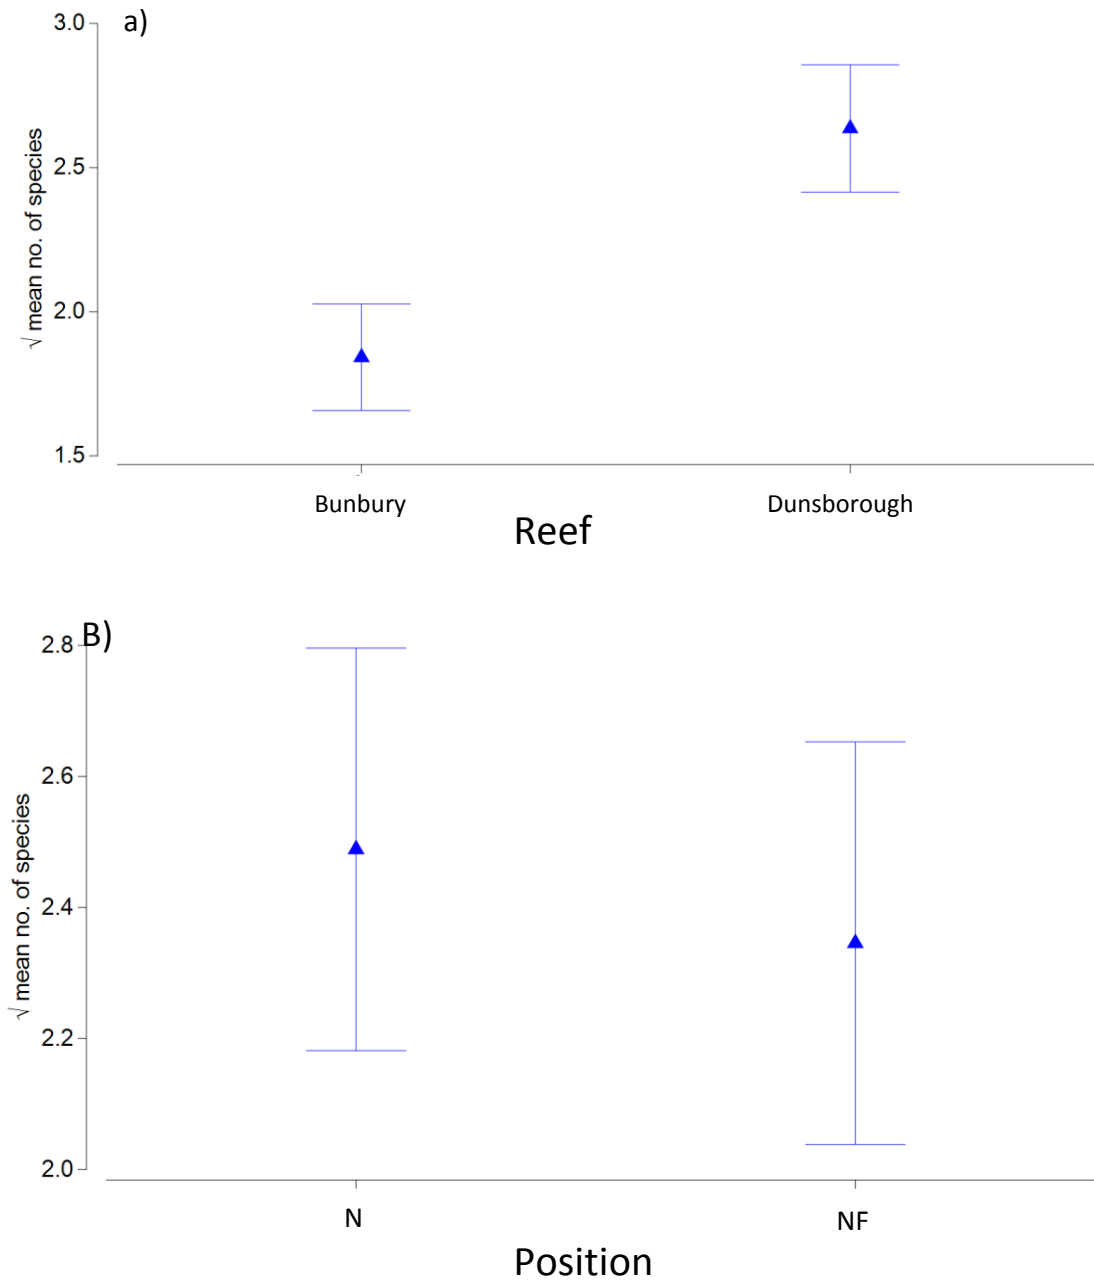 a)
3.0
2.5
2.0
1.5
√ mean no. of species
Bunbury
Dunsborough
Reef
B)
2.8
2.6
2.4
2.2
2.0
√ mean no. of species
N
NF
Position